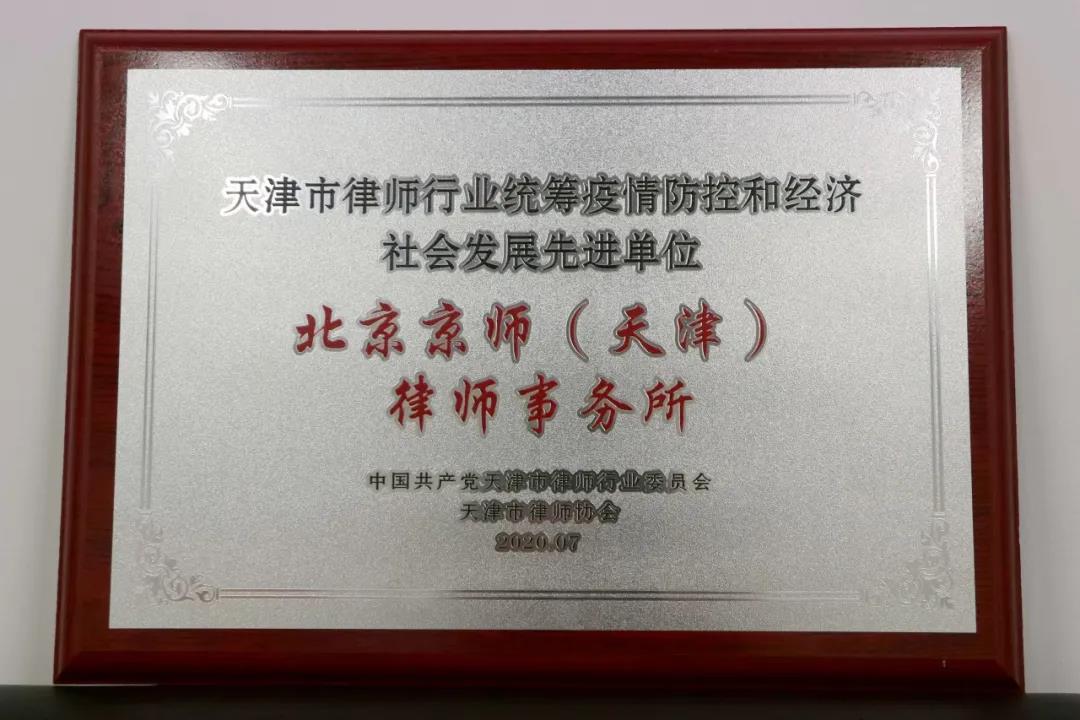 天津市律师行业统筹疫情防控和经济
社会发展先进单位
北京京师（天津）
律师事务所
中国共产党天津市律师行业委员会
天津市律师协会
2020.07